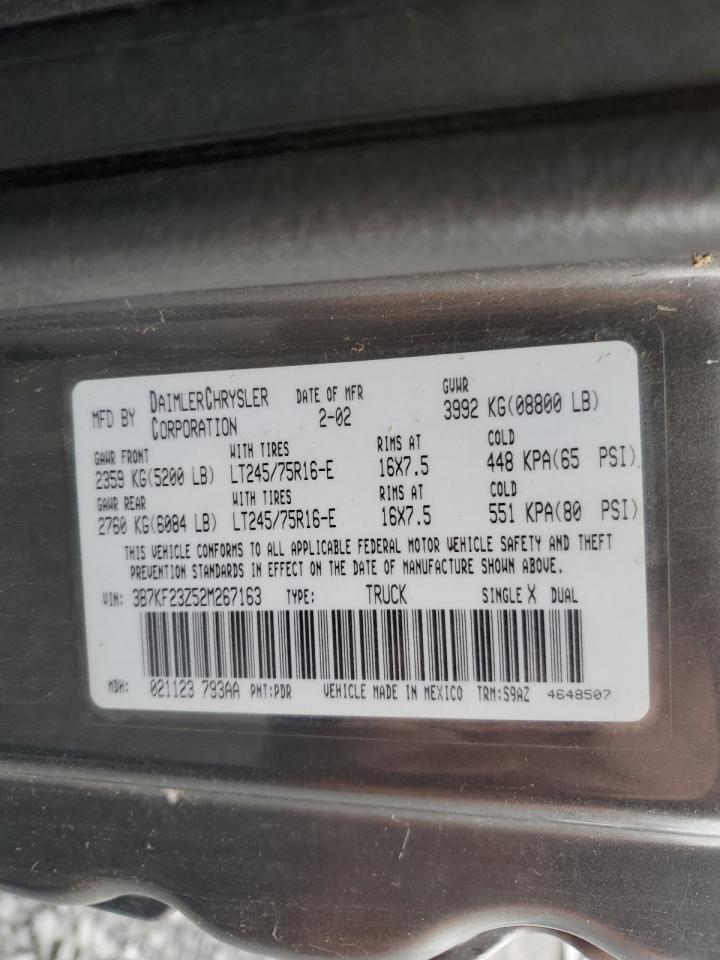 MFD BY DAIMLERCHRYSLER CORPORATION DATE OF MFR 2-02 GVWR 3992 KG(08800 LB)
GAWR FRONT WITH TIRES RIMS AT COLD
2359 KG(5200 LB) LT245/75R16-E 16X7.5 448 KPA(65 PSI)
GAWR REAR WITH TIRES RIMS AT COLD
2760 KG(6084 LB) LT245/75R16-E 16X7.5 551 KPA(80 PSI)
THIS VEHICLE CONFORMS TO ALL APPLICABLE FEDERAL MOTOR VEHICLE SAFETY AND THEFT
PREVENTION STANDARDS IN EFFECT ON THE DATE OF MANUFACTURE SHOWN ABOVE.
VIN: 3B7KF23Z52M267163 TYPE: TRUCK SINGLE X DUAL
MDH: 021123 793AA PNT:PDR VEHICLE MADE IN MEXICO TRM:S9AZ 4648507